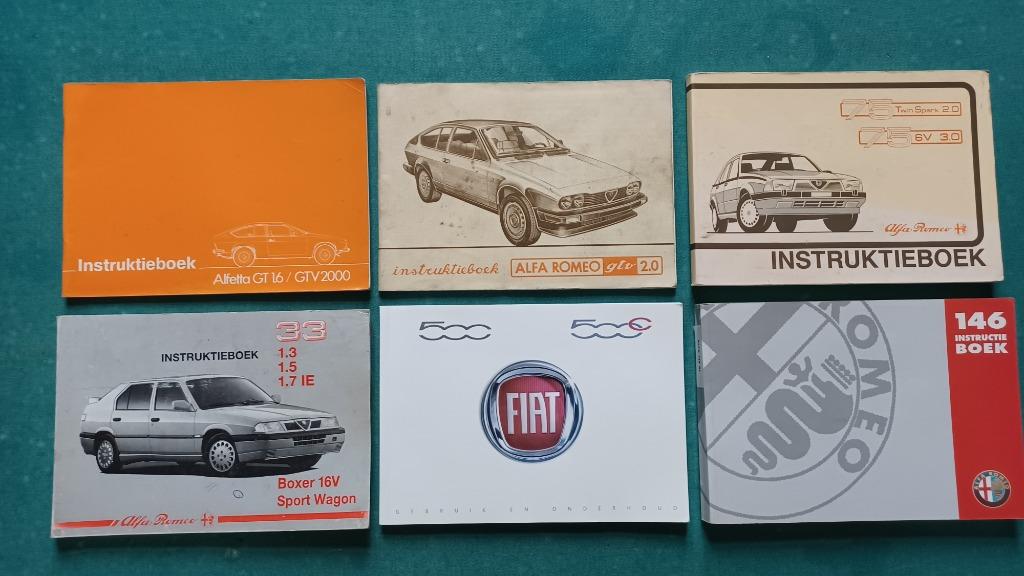 Instruktieboek
Alfetta GT 1.6 / GTV 2000
instruktieboek ALFA ROMEO gtv 2.0
75 Twin Spark 2.0
75 6V 3.0
Alfa Romeo
INSTRUKTIEBOEK
33
INSTRUKTIEBOEK
1.3
1.5
1.7 IE
Boxer 16V
Sport Wagon
Alfa Romeo
500 500C
FIAT
GEBRUIK EN ONDERHOUD
ROMEO
146
INSTRUCTIE
BOEK
ALFA ROMEO